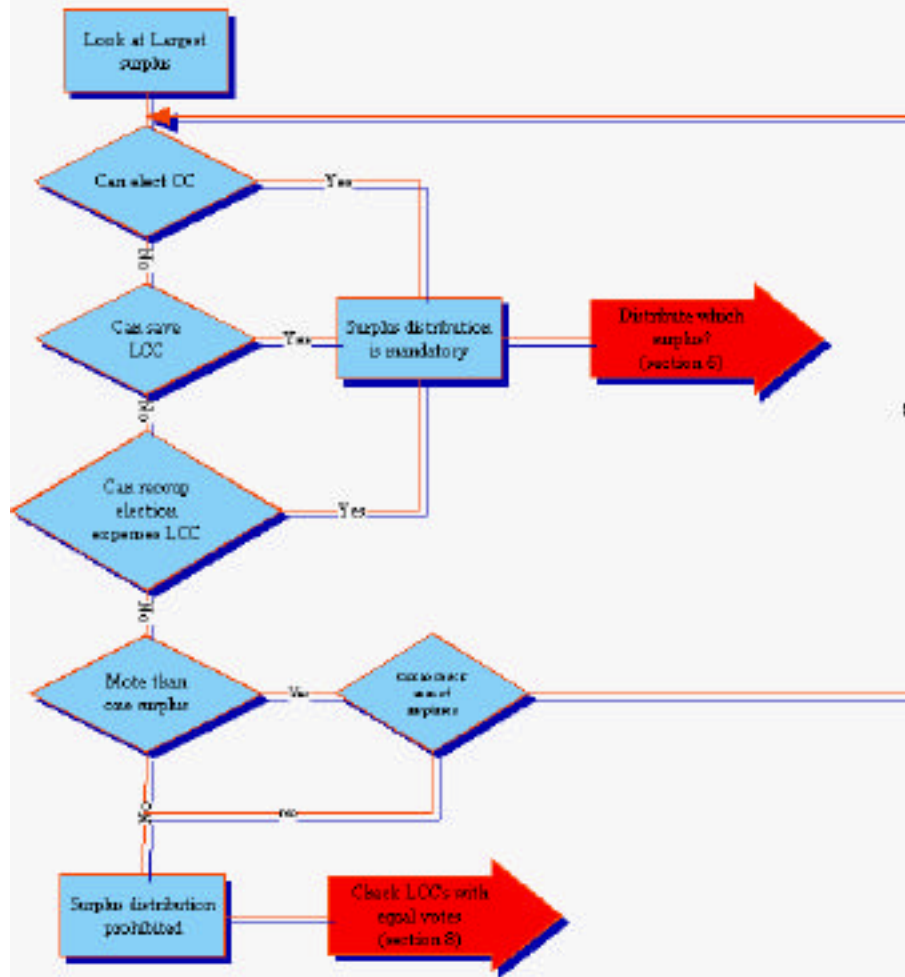 Look at Largest
surplus
Can elect CC
Yes
No
Can save
LCC
Yes
Surplus distribution
is mandatory
Distribute which
surplus?
(section 6)
No
Can recoup
election
expenses LCC
Yes
No
More than
one surplus
Yes
surpluses
No
Surplus distribution
prohibited
Check LCC's with
equal votes
(section 8)